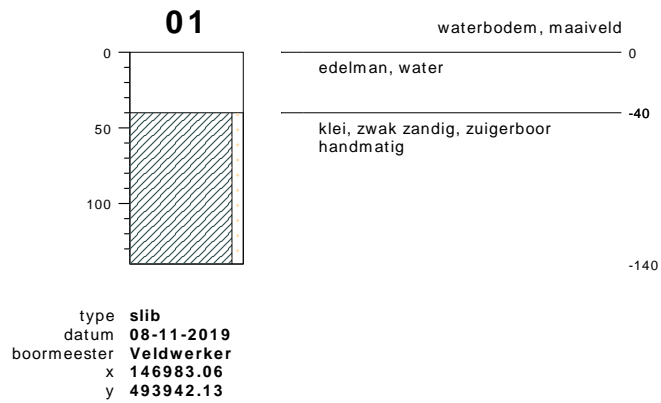 01
waterbodem, maaiveld
0
0
edelman, water
-40
klei, zwak zandig, zuigerboor
handmatig
50
100
-140
type slib
datum 08-11-2019
boormeester Veldwerker
x 146983.06
y 493942.13